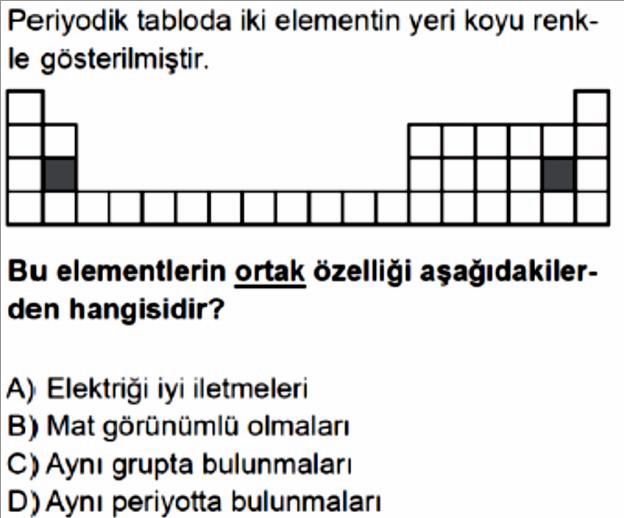 Periyodik tabloda iki elementin yeri koyu renk-
le gösterilmiştir.
Bu elementlerin ortak özelliği aşağıdakiler-
den hangisidir?
A) Elektriği iyi iletmeleri
B) Mat görünümlü olmaları
C) Aynı grupta bulunmaları
D) Aynı periyotta bulunmaları